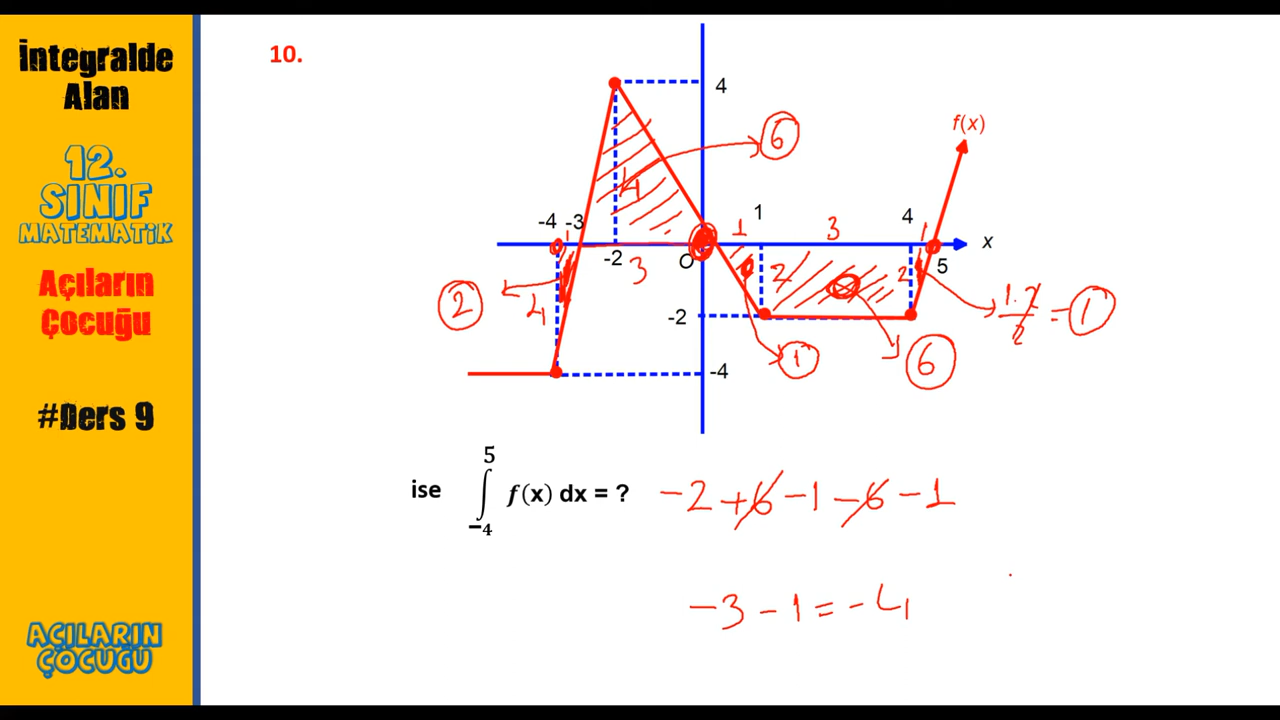 İntegralde
Alan
12.
SINIF
MATEMATİK
Açıların
Çocuğu
#Ders 9
AÇILARIN
ÇOCUĞU
10.
4
6
f(x)
4
-4 -3
1
1
1
3
4
1
x
-2
3
O
2
2
5
2
4
-2
1.2/2 = 1
1
6
-4
ise ∫₋₄⁵ f(x) dx = ? -2 +6 -1 -6 -1
-3 -1 = -4